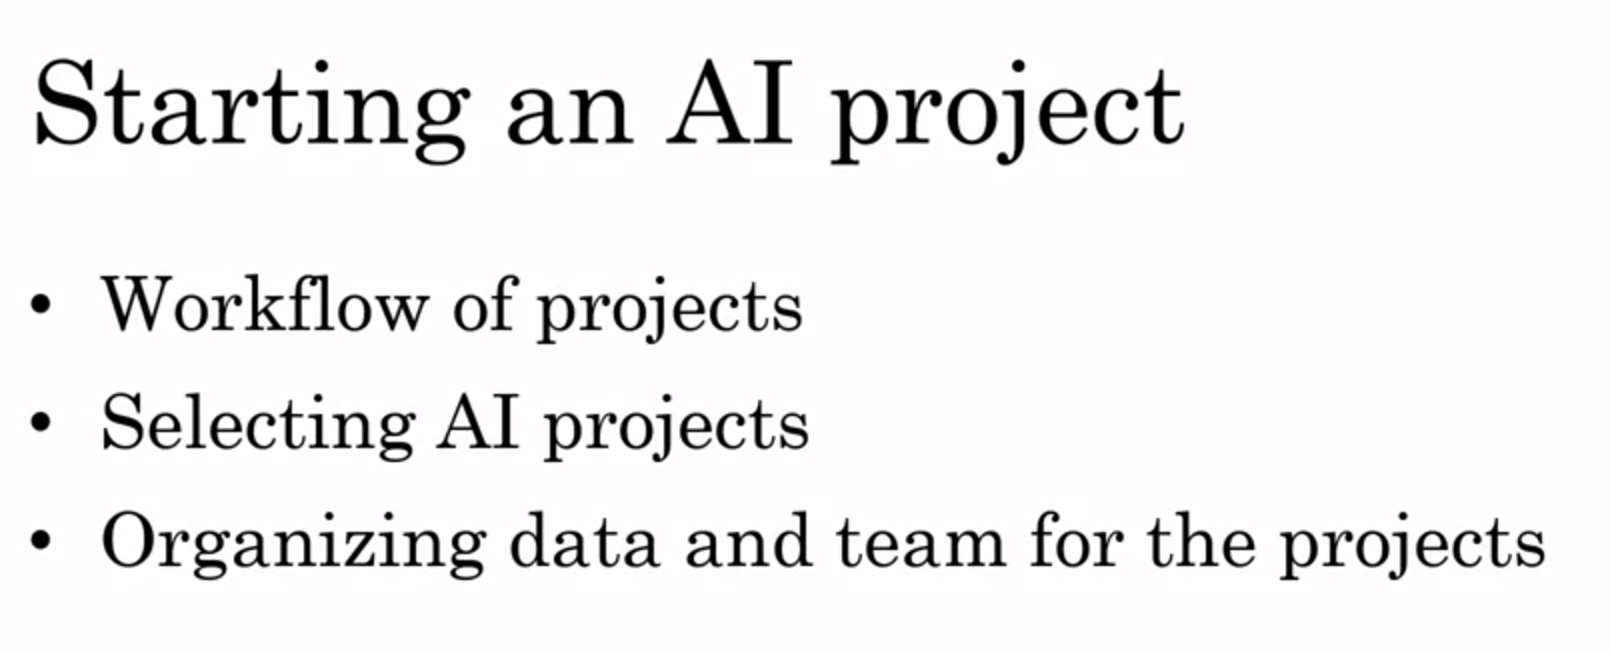 Starting an AI project
• Workflow of projects
• Selecting AI projects
• Organizing data and team for the projects